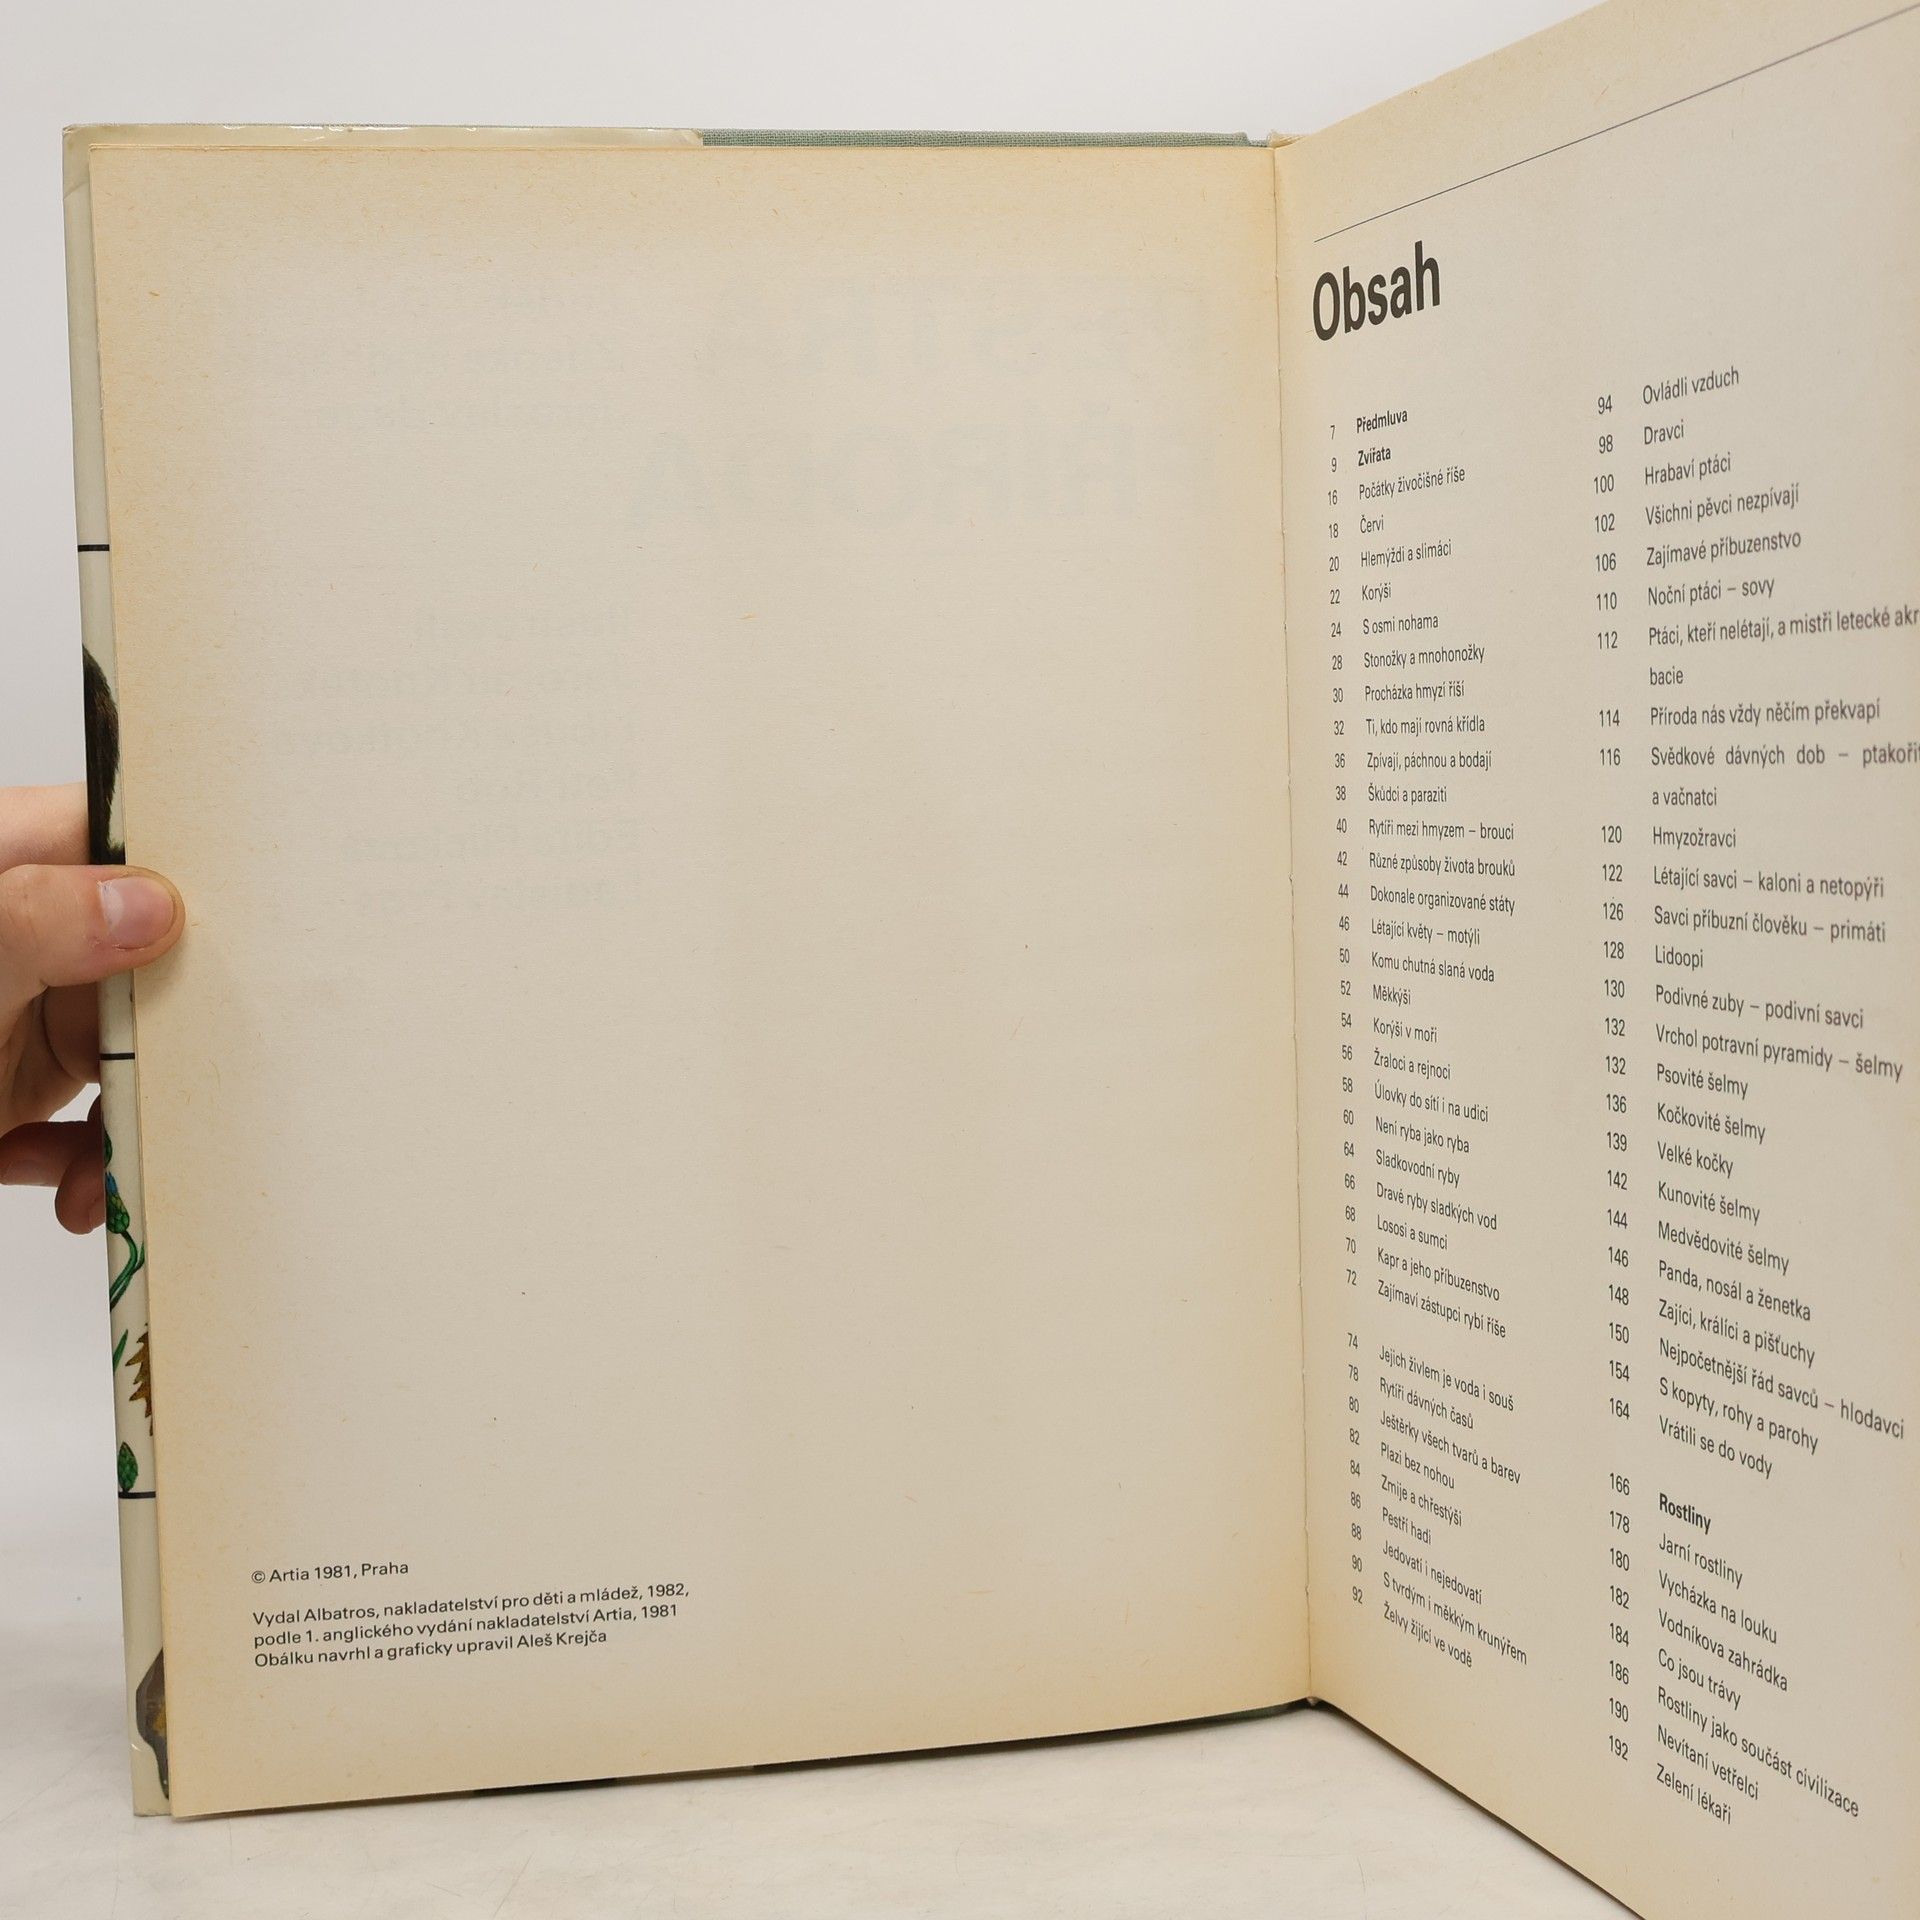 © Artia 1981, Praha
Vydal Albatros, nakladatelství pro děti a mládež, 1982,
podle 1. anglického vydání nakladatelství Artia, 1981
Obálku navrhl a graficky upravil Aleš Krejča
Obsah
7 Předmluva
9 Zvířata
16 Počátky živočišné říše
18 Červi
20 Hlemýždi a slimáci
22 Korýši
24 S osmi nohama
28 Stonožky a mnohonožky
30 Procházka hmyzí říší
32 Ti, kdo mají rovná křídla
36 Zpívají, páchnou a bodají
38 Škůdci a paraziti
40 Rytíři mezi hmyzem – brouci
42 Různé způsoby života brouků
44 Dokonale organizované státy
46 Létající květy – motýli
50 Komu chutná slaná voda
52 Měkkýši
54 Korýši v moři
56 Žraloci a rejnoci
58 Úlovky do sítí i na udici
60 Není ryba jako ryba
64 Sladkovodní ryby
66 Dravé ryby sladkých vod
68 Lososi a sumci
70 Kapr a jeho příbuzenstvo
72 Zajímaví zástupci rybí říše
74 Jejich živlem je voda i souš
78 Rytíři dávných časů
80 Ještěrky všech tvarů a barev
82 Plazi bez nohou
84 Zmije a chřestýši
86 Pestří hadi
88 Jedovatí i nejedovatí
90 S tvrdým i měkkým krunýřem
92 Želvy žijící ve vodě
94 Ovládli vzduch
98 Dravci
100 Hrabaví ptáci
102 Všichni pěvci nezpívají
106 Zajímavé příbuzenstvo
110 Noční ptáci – sovy
112 Ptáci, kteří nelétají, a mistři letecké akr
bacie
114 Příroda nás vždy něčím překvapí
116 Svědkové dávných dob – ptakořit
a vačnatci
120 Hmyzožravci
122 Létající savci – kaloni a netopýři
126 Savci příbuzní člověku – primáti
128 Lidoopi
130 Podivné zuby – podivní savci
132 Vrchol potravní pyramidy – šelmy
132 Psovité šelmy
136 Kočkovité šelmy
139 Velké kočky
142 Kunovité šelmy
144 Medvědovité šelmy
146 Panda, nosál a ženetka
148 Zajíci, králíci a pišťuchy
150 Nejpočetnější řád savců – hlodavci
154 S kopyty, rohy a parohy
164 Vrátili se do vody
166 Rostliny
178 Jarní rostliny
180 Vycházka na louku
182 Vodníkova zahrádka
184 Co jsou trávy
186 Rostliny jako součást civilizace
190 Nevítaní vetřelci
192 Zelení lékaři